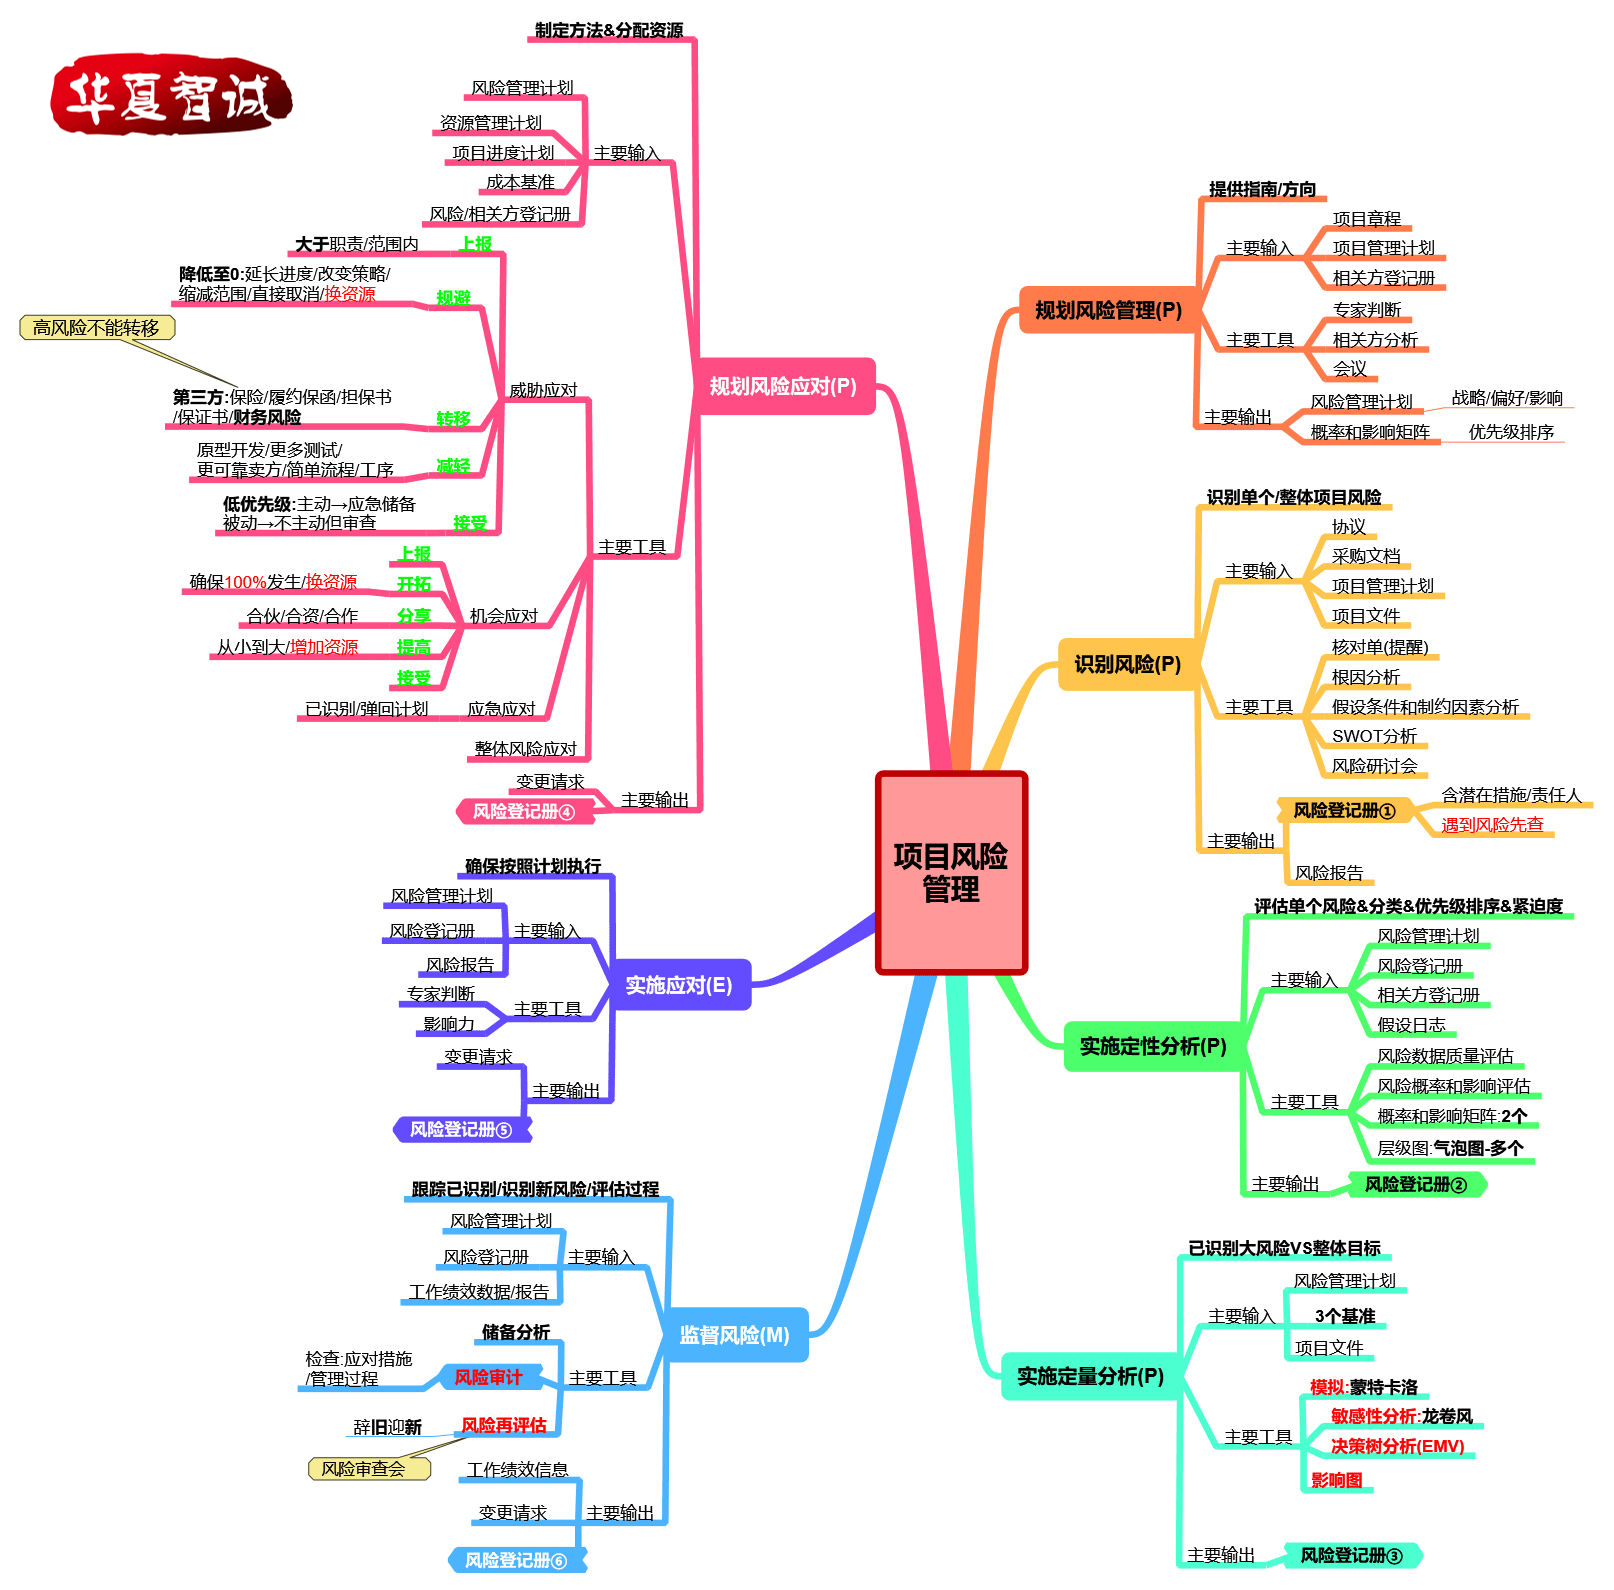 华夏智诚
项目风险
管理
规划风险管理(P)
提供指南/方向
主要输入
项目章程
项目管理计划
相关方登记册
主要工具
专家判断
相关方分析
会议
主要输出
风险管理计划
战略/偏好/影响
概率和影响矩阵
优先级排序
识别风险(P)
识别单个/整体项目风险
主要输入
协议
采购文档
项目管理计划
项目文件
主要工具
核对单(提醒)
根因分析
假设条件和制约因素分析
SWOT分析
风险研讨会
主要输出
风险登记册①
含潜在措施/责任人
遇到风险先查
风险报告
实施定性分析(P)
评估单个风险&分类&优先级排序&紧迫度
主要输入
风险管理计划
风险登记册
相关方登记册
假设日志
主要工具
风险数据质量评估
风险概率和影响评估
概率和影响矩阵:2个
层级图:气泡图-多个
主要输出
风险登记册②
实施定量分析(P)
已识别大风险VS整体目标
主要输入
风险管理计划
3个基准
项目文件
主要工具
模拟:蒙特卡洛
敏感性分析:龙卷风
决策树分析(EMV)
影响图
主要输出
风险登记册③
规划风险应对(P)
制定方法&分配资源
主要输入
风险管理计划
资源管理计划
项目进度计划
成本基准
风险/相关方登记册
主要工具
威胁应对
上报
大于职责/范围内
规避
降低至0:延长进度/改变策略/
缩减范围/直接取消/换资源
高风险不能转移
转移
第三方:保险/履约保函/担保书
/保证书/财务风险
减轻
原型开发/更多测试/
更可靠卖方/简单流程/工序
接受
低优先级:主动→应急储备
被动→不主动但审查
机会应对
上报
开拓
确保100%发生/换资源
分享
合伙/合资/合作
提高
从小到大/增加资源
接受
应急应对
已识别/弹回计划
整体风险应对
主要输出
变更请求
风险登记册④
实施应对(E)
确保按照计划执行
主要输入
风险管理计划
风险登记册
风险报告
主要工具
专家判断
影响力
主要输出
变更请求
风险登记册⑤
监督风险(M)
跟踪已识别/识别新风险/评估过程
主要输入
风险管理计划
风险登记册
工作绩效数据/报告
主要工具
储备分析
风险审计
检查:应对措施
/管理过程
风险再评估
辞旧迎新
风险审查会
主要输出
工作绩效信息
变更请求
风险登记册⑥